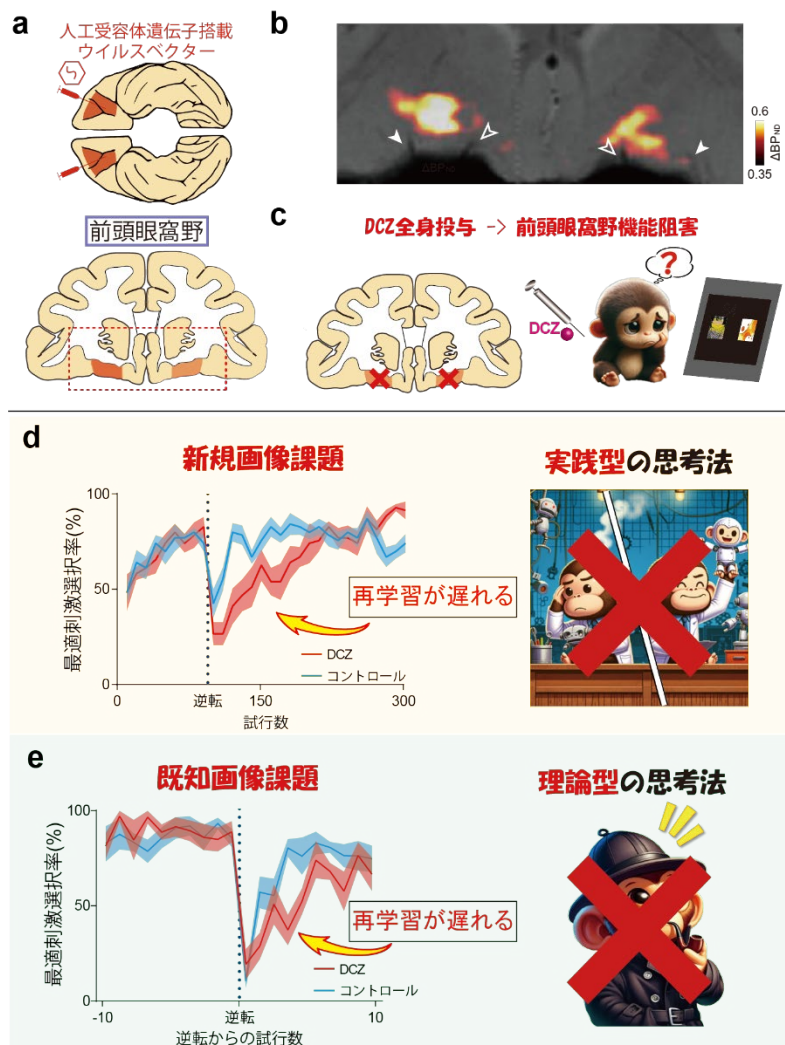 a
人工受容体遺伝子搭載
ウイルスベクター
前頭眼窩野
b
ΔBPND
0.6
0.35
ΔBPND
c
DCZ全身投与 -> 前頭眼窩野機能阻害
?
DCZ
d
新規画像課題
実践型の思考法
最適刺激選択率(%)
100
50
0
0
逆転
150
300
試行数
再学習が遅れる
DCZ
コントロール
e
既知画像課題
理論型の思考法
最適刺激選択率(%)
100
50
0
-10
逆転
10
逆転からの試行数
再学習が遅れる
DCZ
コントロール